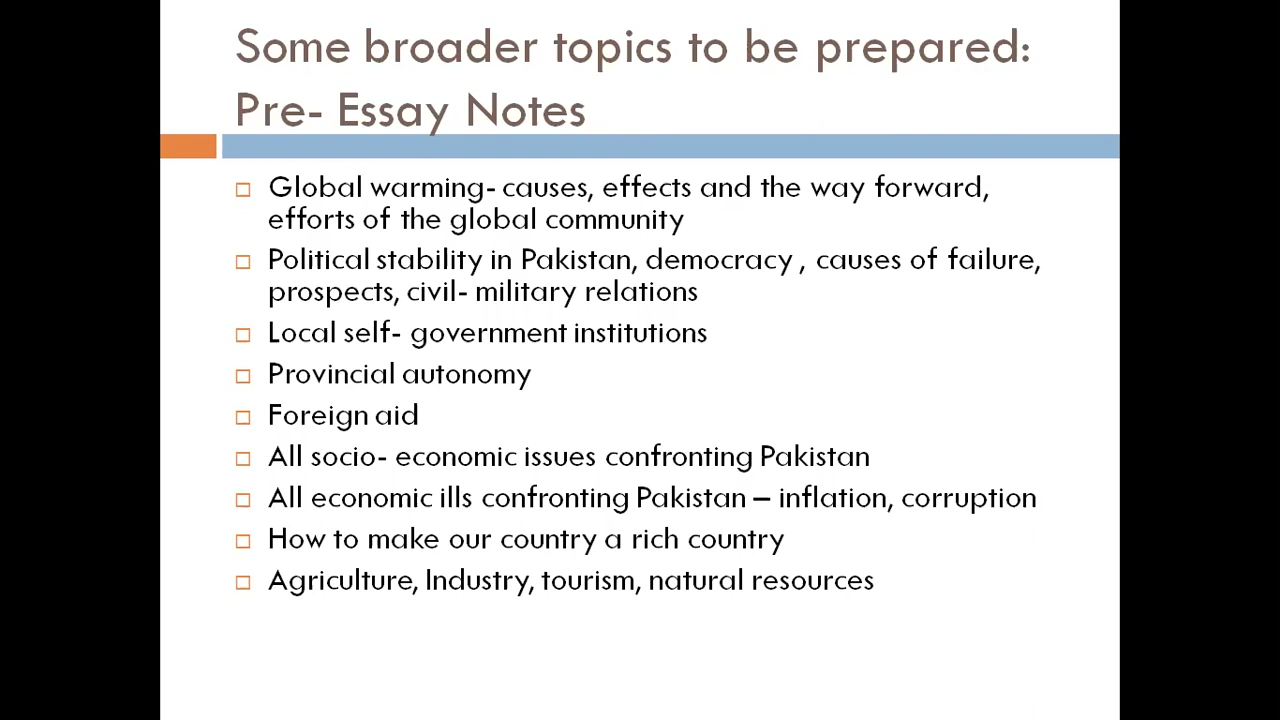 Some broader topics to be prepared:
Pre- Essay Notes
Global warming- causes, effects and the way forward,
efforts of the global community
Political stability in Pakistan, democracy , causes of failure,
prospects, civil- military relations
Local self- government institutions
Provincial autonomy
Foreign aid
All socio- economic issues confronting Pakistan
All economic ills confronting Pakistan – inflation, corruption
How to make our country a rich country
Agriculture, Industry, tourism, natural resources